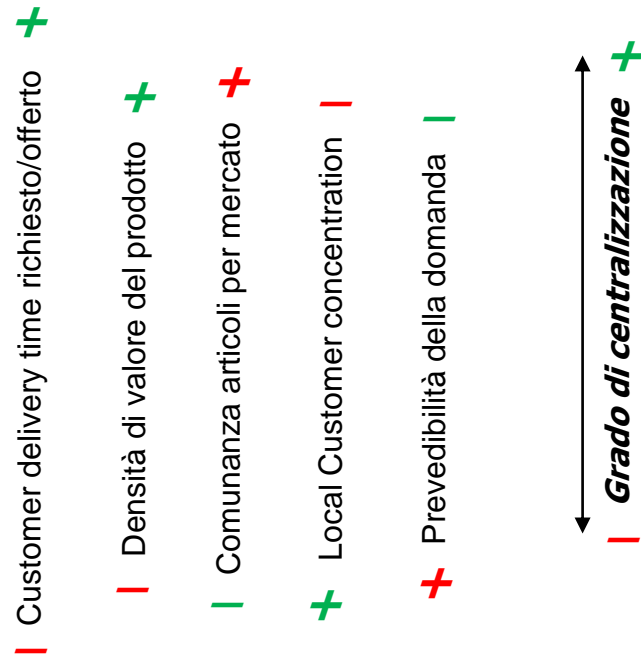 − Customer delivery time richiesto/offerto +
− Densità di valore del prodotto +
− Comunanza articoli per mercato +
+ Local Customer concentration −
+ Prevedibilità della domanda −
− Grado di centralizzazione +